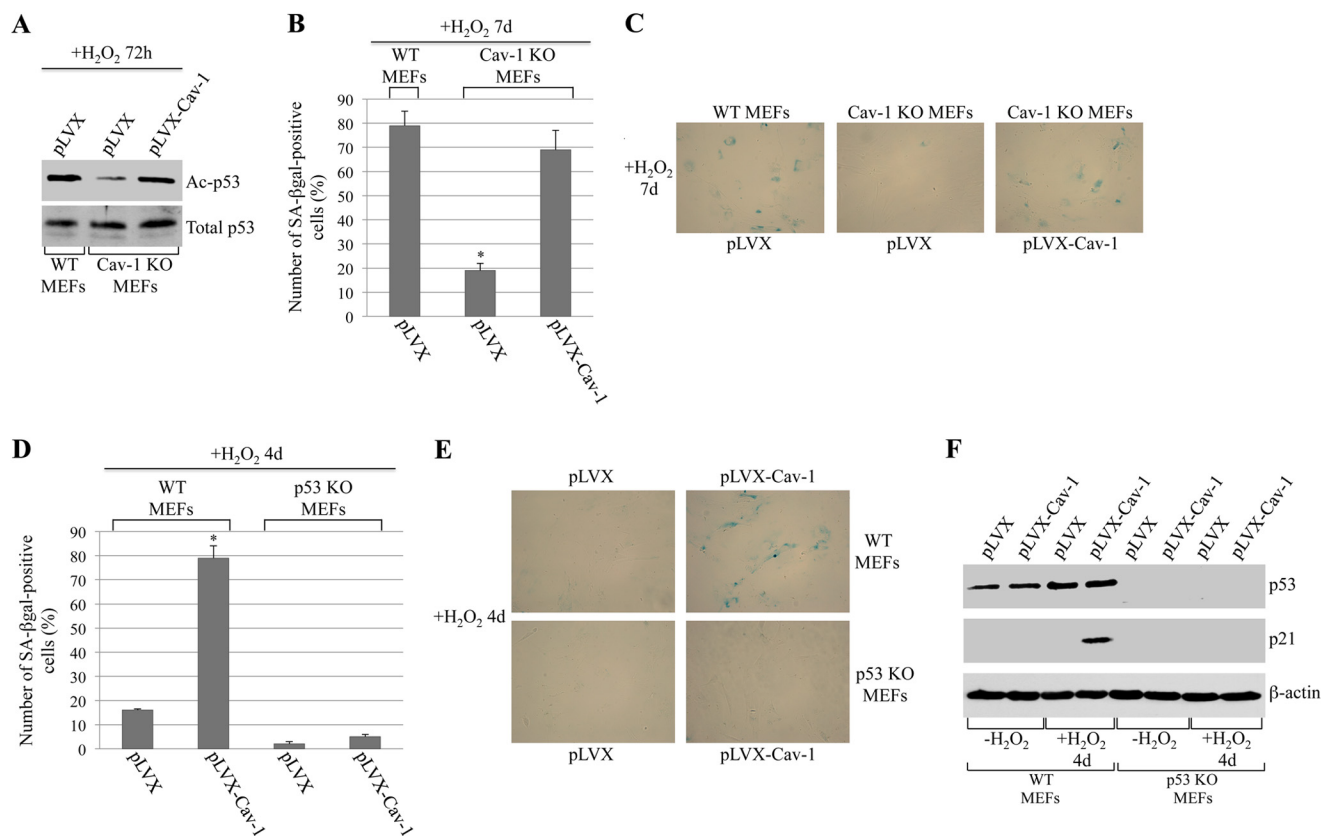 A
+H₂O₂ 72h
pLVX
pLVX
pLVX-Cav-1
Ac-p53
Total p53
WT
MEFs
Cav-1 KO
MEFs
B
+H₂O₂ 7d
WT
MEFs
Cav-1 KO
MEFs
Number of SA-βgal-positive
cells (%)
90
80
70
60
50
40
30
20
10
0
*
pLVX
pLVX
pLVX-Cav-1
C
WT MEFs
Cav-1 KO MEFs
Cav-1 KO MEFs
+H₂O₂
7d
pLVX
pLVX
pLVX-Cav-1
D
+H₂O₂ 4d
WT
MEFs
p53 KO
MEFs
Number of SA-βgal-positive
cells (%)
90
80
70
60
50
40
30
20
10
0
*
pLVX
pLVX-Cav-1
pLVX
pLVX-Cav-1
E
pLVX
pLVX-Cav-1
WT
MEFs
+H₂O₂ 4d
p53 KO
MEFs
pLVX
pLVX-Cav-1
F
pLVX
pLVX-Cav-1
pLVX
pLVX-Cav-1
pLVX
pLVX-Cav-1
pLVX
pLVX-Cav-1
p53
p21
β-actin
-H₂O₂
+H₂O₂
4d
-H₂O₂
+H₂O₂
4d
WT
MEFs
p53 KO
MEFs